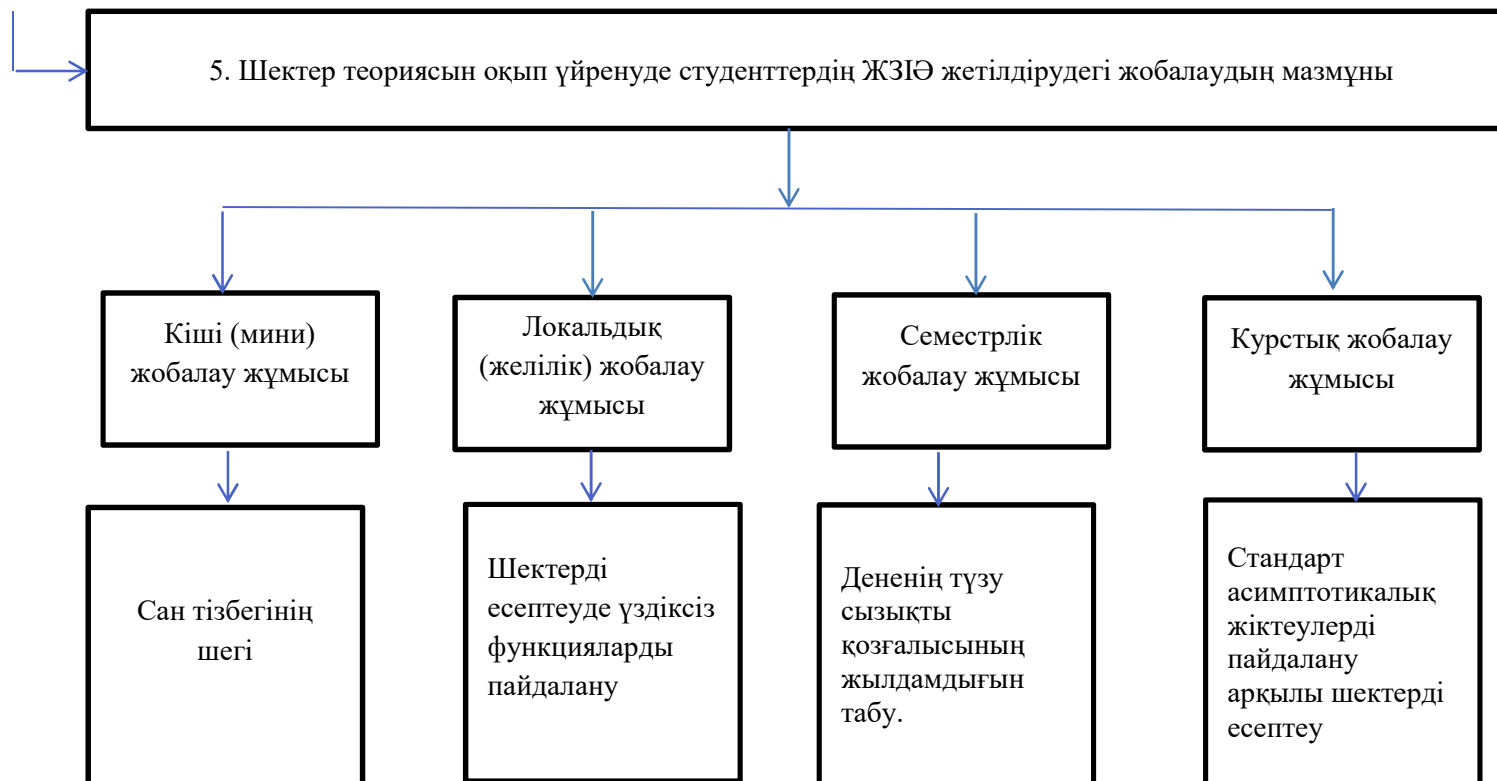 5. Шектер теориясын оқып үйренуде студенттердің ЖЗІӘ жетілдірудегі жобалаудың мазмұны
Кіші (мини)
жобалау жұмысы
Локальдық
(желілік) жобалау
жұмысы
Семестрлік
жобалау жұмысы
Курстық жобалау
жұмысы
Сан тізбегінің
шегі
Шектерді
есептеуде үздіксіз
функцияларды
пайдалану
Дененің түзу
сызықты
қозғалысының
жылдамдығын
табу.
Стандарт
асимптотикалық
жіктеулерді
пайдалану
арқылы шектерді
есептеу